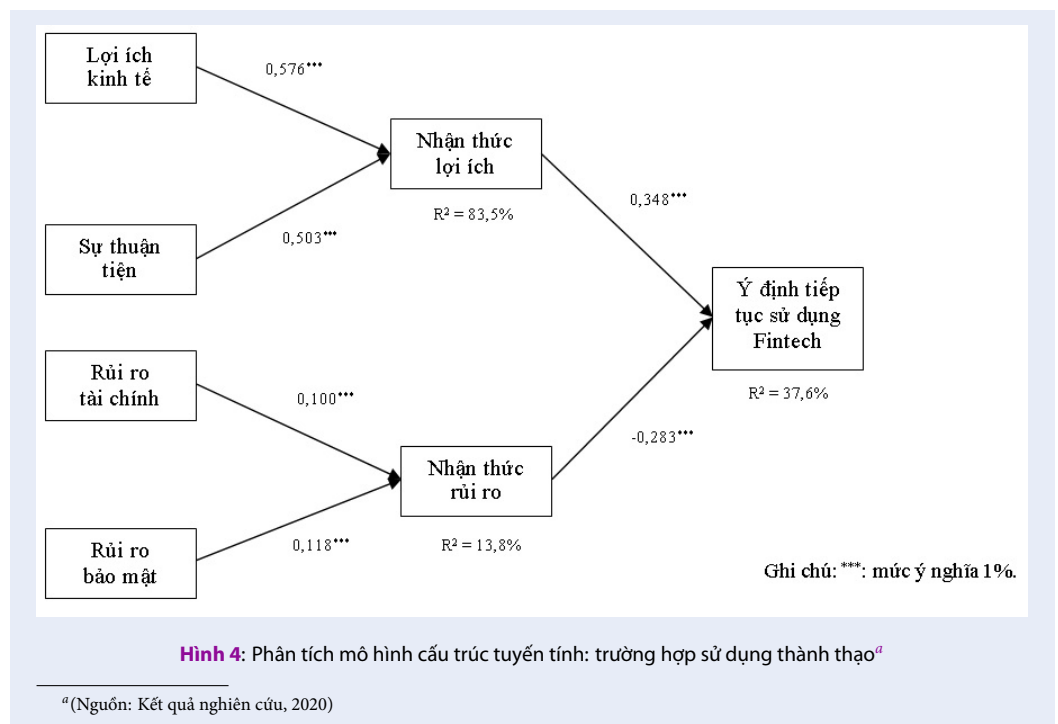 Lợi ích
kinh tế
0,576***
Nhận thức
lợi ích
R² = 83,5%
0,348***
Sự thuận
tiện
0,503***
Ý định tiếp
tục sử dụng
Fintech
R² = 37,6%
Rủi ro
tài chính
0,100***
-0,283***
Nhận thức
rủi ro
R² = 13,8%
Rủi ro
bảo mật
0,118***
Ghi chú: ***: mức ý nghĩa 1%.
Hình 4: Phân tích mô hình cấu trúc tuyến tính: trường hợp sử dụng thành thạoᵃ
ᵃ(Nguồn: Kết quả nghiên cứu, 2020)